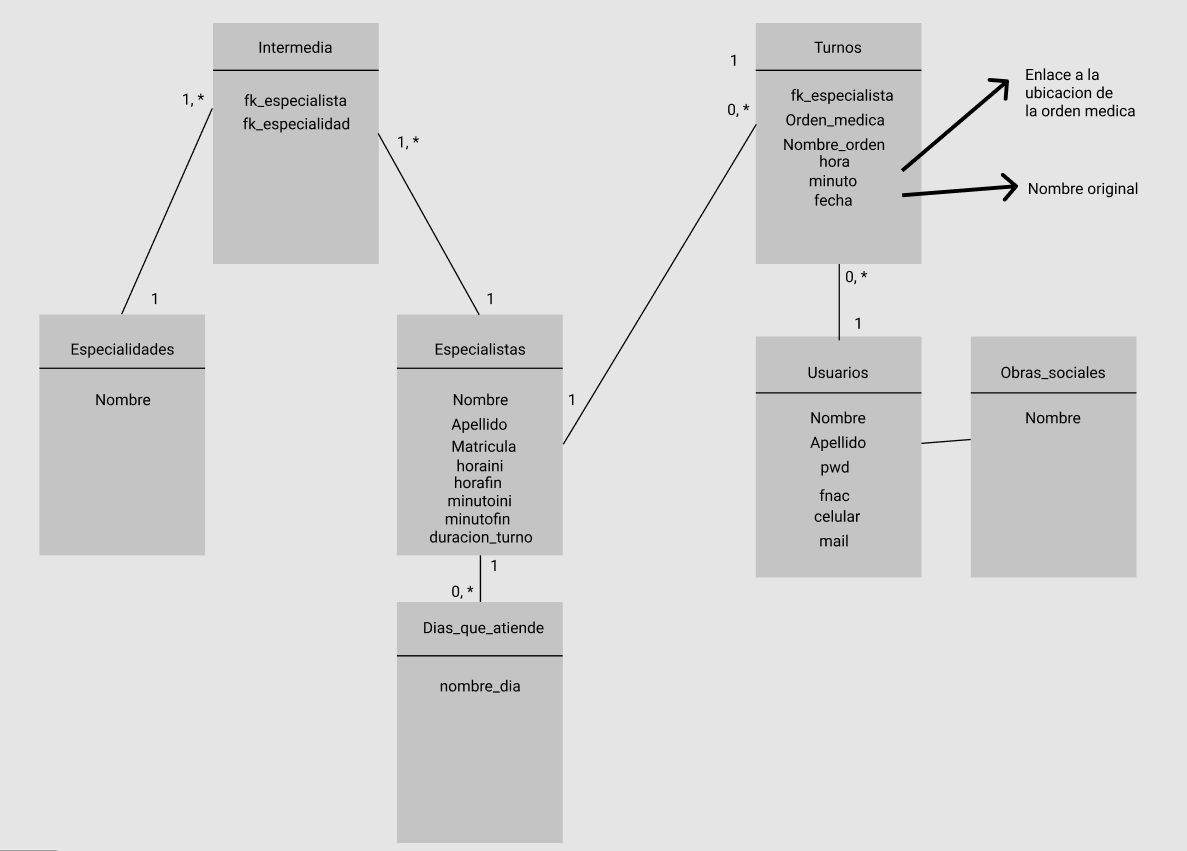 Intermedia
1, *
fk_especialista
fk_especialidad
1, *
1
1
Turnos
1
0, *
fk_especialista
Orden_medica
Nombre_orden
hora
minuto
fecha
Enlace a la
ubicacion de
la orden medica
Nombre original
0, *
1
Especialidades
Nombre
Especialistas
Nombre
Apellido
Matricula
horaini
horafin
minutoini
minutofin
duracion_turno
1
1
0, *
Dias_que_atiende
nombre_dia
Usuarios
Nombre
Apellido
pwd
fnac
celular
mail
Obras_sociales
Nombre